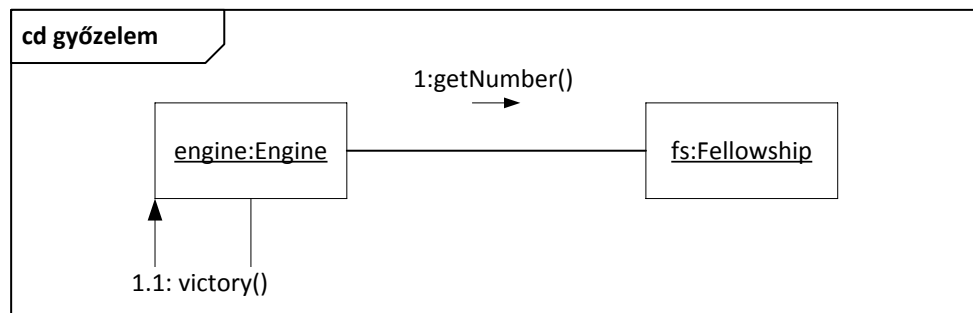 cd győzelem
1:getNumber()
engine:Engine
fs:Fellowship
1.1: victory()